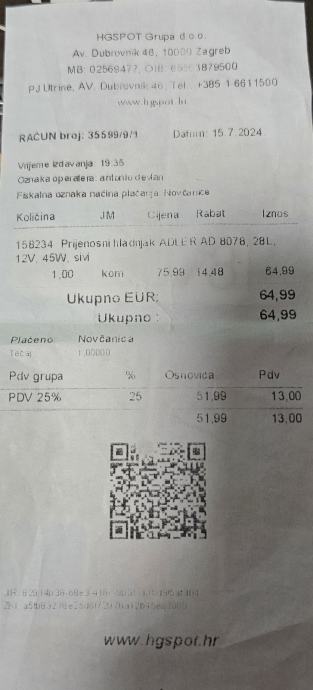 HGSPOT Grupa d.o.o.
Av. Dubrovnik 46, 10000 Zagreb
MB: 02569477, OIB:
PJ Utrine, AV. Dubrovnik 46, Tel.: +385 1 6611500
www.hgspot.hr
RAČUN broj: 35599/9/1 Datum: 15.7.2024.
Vrijeme izdavanja: 19:35
Oznaka operatera: antonio
Fiskalna oznaka načina plaćanja: Novčanice
Količina JM Cijena Rabat Iznos
158234 Prijenosni hladnjak ADLER AD 8078, 28L,
12V, 45W, sivi
1,00 kom 75,99 14,48 64,99
Ukupno EUR: 64,99
Ukupno : 64,99
Plaćeno Novčanica
Tečaj 1,00000
Pdv grupa % Osnovica Pdv
PDV 25% 25 51,99 13,00
51,99 13,00
www.hgspot.hr